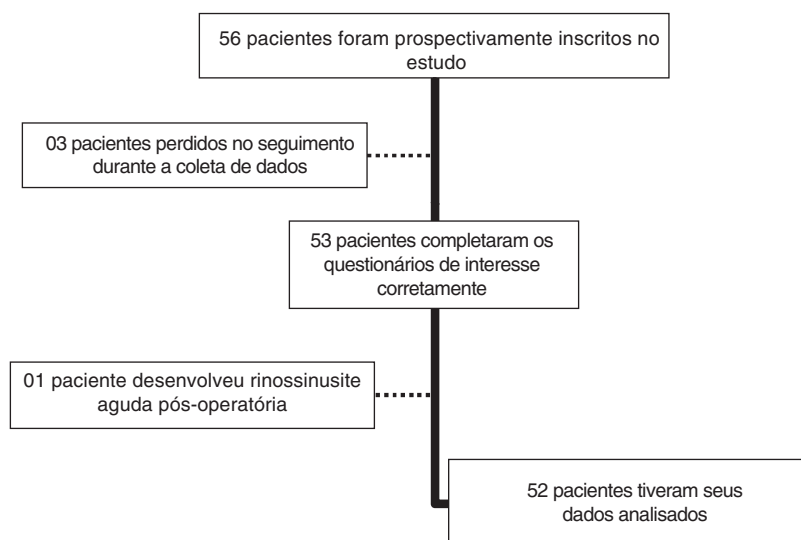 56 pacientes foram prospectivamente inscritos no
estudo
03 pacientes perdidos no seguimento
durante a coleta de dados
53 pacientes completaram os
questionários de interesse
corretamente
01 paciente desenvolveu rinossinusite
aguda pós-operatória
52 pacientes tiveram seus
dados analisados